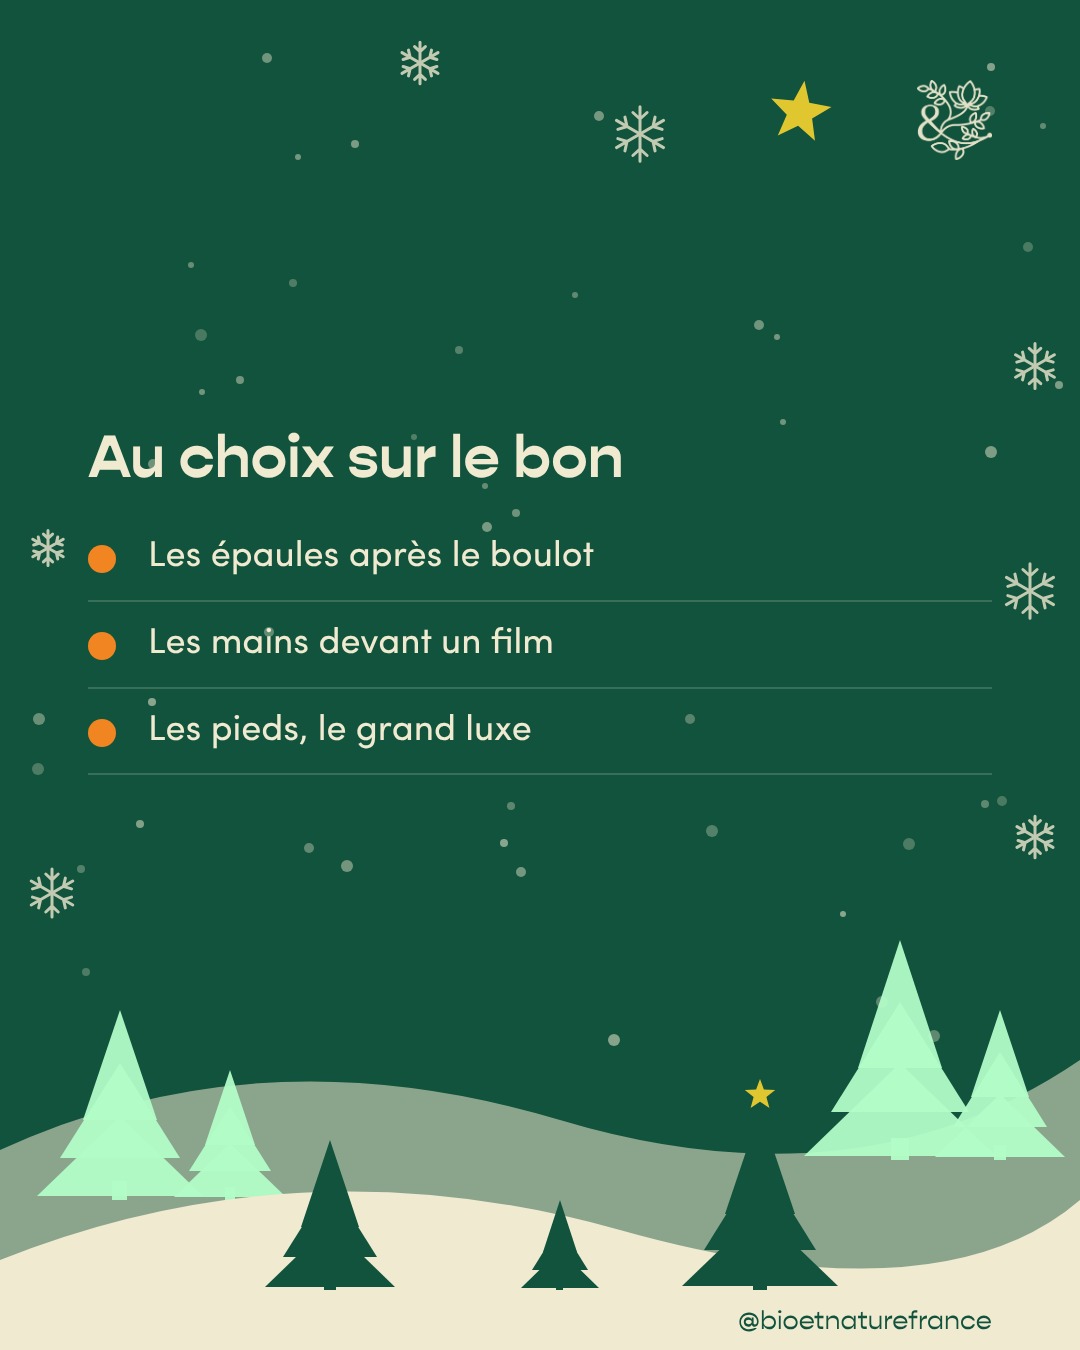 &
Au choix sur le bon
Les épaules après le boulot
Les mains devant un film
Les pieds, le grand luxe
@bioetnaturefrance